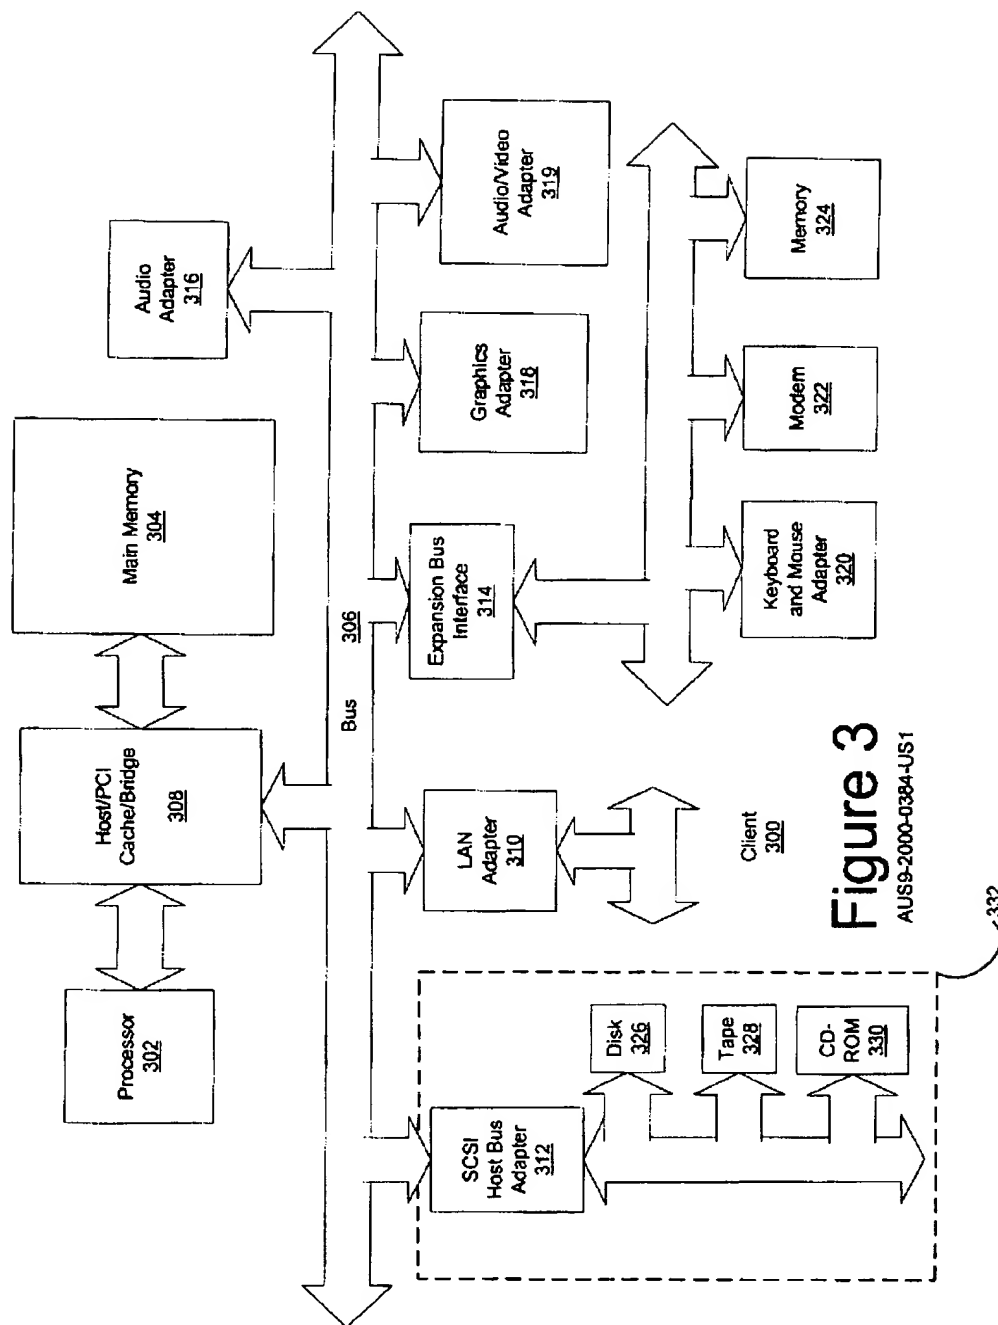 Processor
302
Host/PCI
Cache/Bridge
308
Main Memory
304
Audio
Adapter
316
Bus
306
SCSI
Host Bus
Adapter
312
LAN
Adapter
310
Expansion Bus
Interface
314
Graphics
Adapter
318
Audio/Video
Adapter
319
Disk
326
Tape
328
CD-
ROM
330
Client
300
Keyboard
and Mouse
Adapter
320
Modem
322
Memory
324
Figure 3
AUS9-2000-0384-US1
332